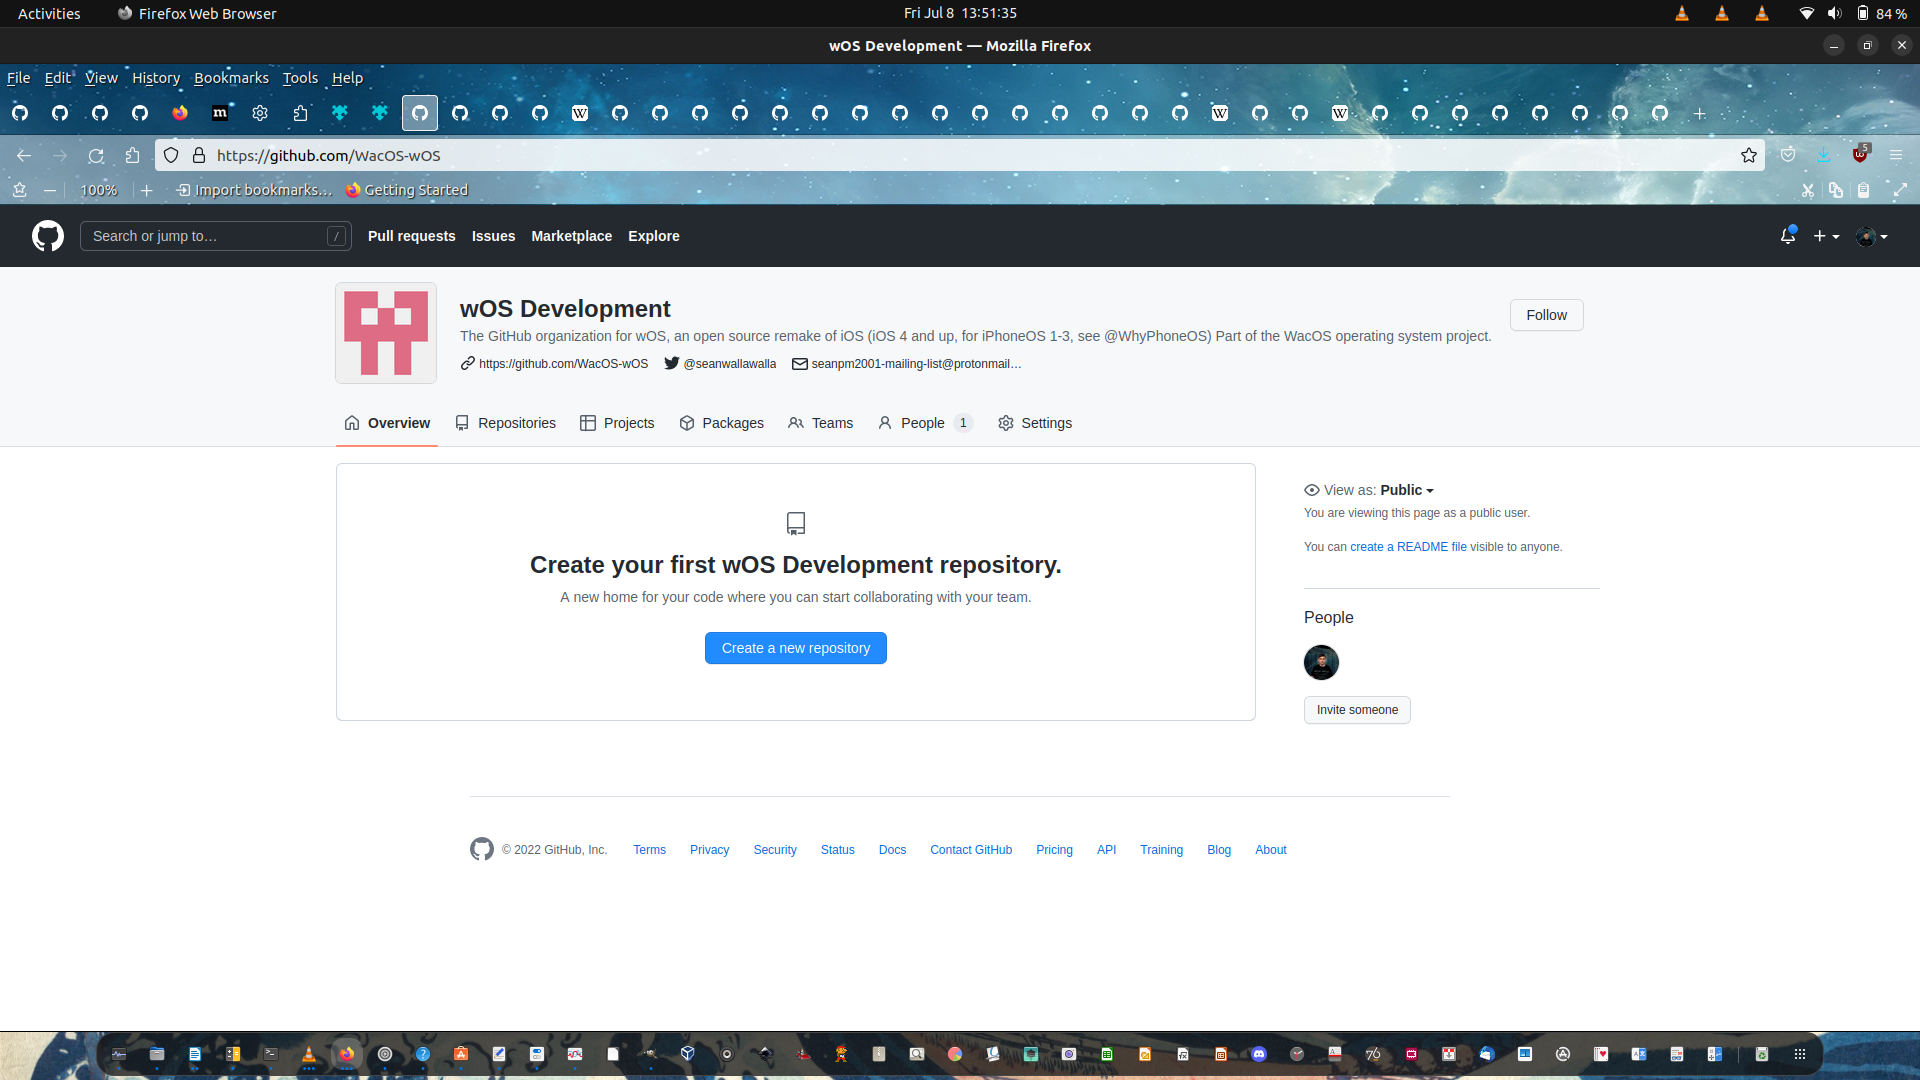 Activities Firefox Web Browser Fri Jul 8 13:51:35 84 %
wOS Development — Mozilla Firefox
File Edit View History Bookmarks Tools Help
https://github.com/WacOS-wOS 5
100% Import bookmarks… Getting Started
Search or jump to… / Pull requests Issues Marketplace Explore
wOS Development
Follow
The GitHub organization for wOS, an open source remake of iOS (iOS 4 and up, for iPhoneOS 1-3, see @WhyPhoneOS) Part of the WacOS operating system project.
https://github.com/WacOS-wOS @seanwallawalla seanpm2001-mailing-list@protonmail…
Overview Repositories Projects Packages Teams People 1 Settings
View as: Public
You are viewing this page as a public user.
You can create a README file visible to anyone.
Create your first wOS Development repository.
A new home for your code where you can start collaborating with your team.
Create a new repository
People
Invite someone
© 2022 GitHub, Inc. Terms Privacy Security Status Docs Contact GitHub Pricing API Training Blog About